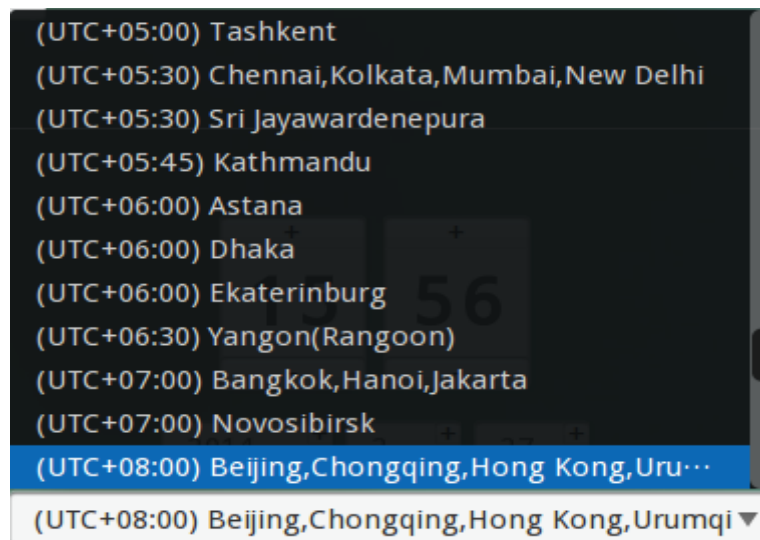 (UTC+05:00) Tashkent
(UTC+05:30) Chennai,Kolkata,Mumbai,New Delhi
(UTC+05:30) Sri Jayawardenepura
(UTC+05:45) Kathmandu
(UTC+06:00) Astana
(UTC+06:00) Dhaka
(UTC+06:00) Ekaterinburg
15 56
(UTC+06:30) Yangon(Rangoon)
(UTC+07:00) Bangkok,Hanoi,Jakarta
(UTC+07:00) Novosibirsk
(UTC+08:00) Beijing,Chongqing,Hong Kong,Uru···
(UTC+08:00) Beijing,Chongqing,Hong Kong,Urumqi